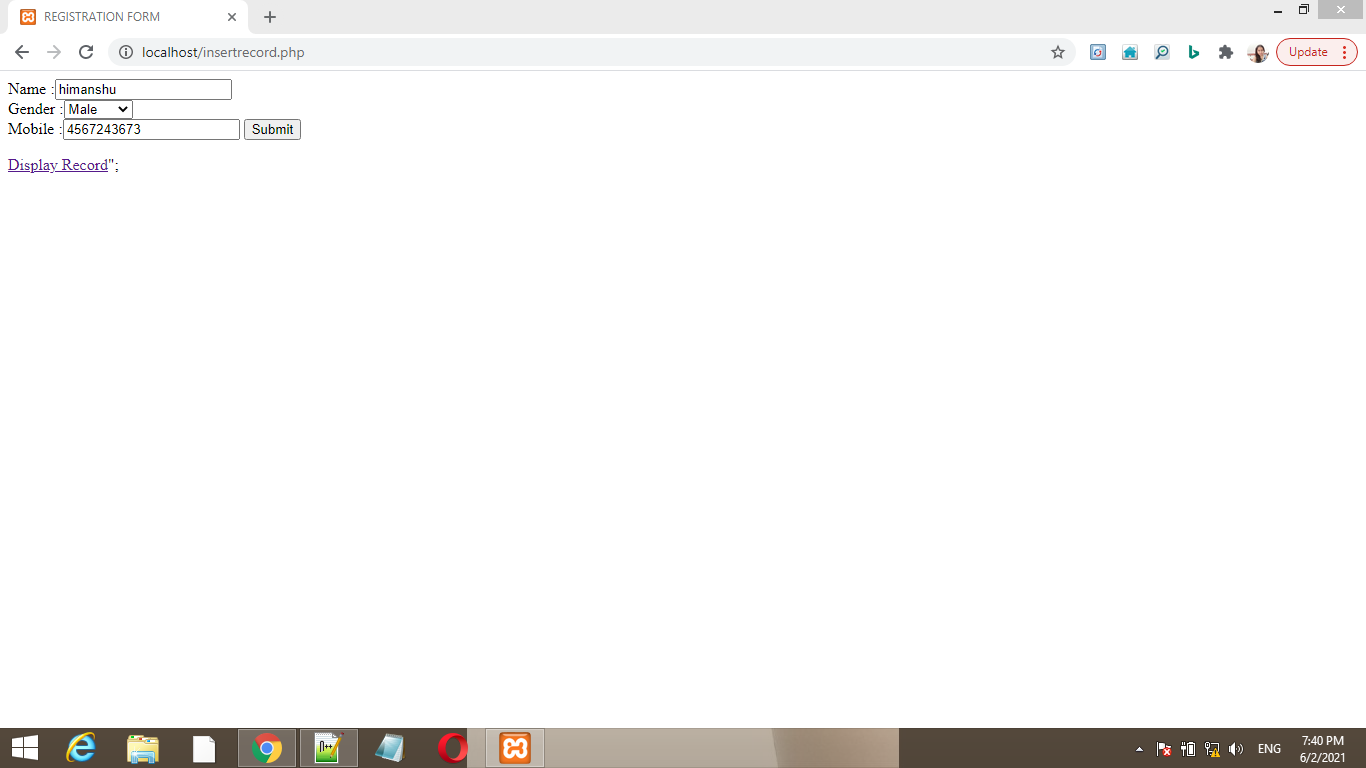 REGISTRATION FORM
localhost/insertrecord.php
Update
Name :himanshu
Gender :Male
Mobile :4567243673 Submit
Display Record";
ENG
7:40 PM
6/2/2021